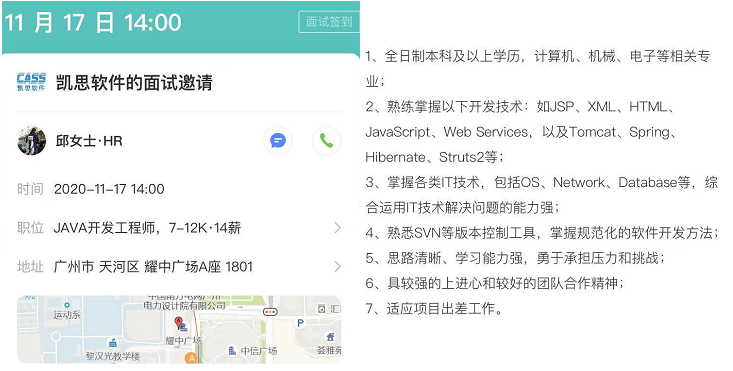 11 月 17 日 14:00
面试签到
CASS
凯思软件
凯思软件的面试邀请
邱女士·HR
时间 2020-11-17 14:00
职位 JAVA开发工程师，7-12K·14薪
地址 广州市 天河区 耀中广场A座 1801
电力设计院有限公司
运动系
耀中广场
黎汉光教学楼
中信广场
P
汇
荟雅苑
A
1、全日制本科及以上学历，计算机、机械、电子等相关专
业；
2、熟练掌握以下开发技术：如JSP、XML、HTML、
JavaScript、Web Services，以及Tomcat、Spring、
Hibernate、Struts2等；
3、掌握各类IT技术，包括OS、Network、Database等，综
合运用IT技术解决问题的能力强；
4、熟悉SVN等版本控制工具，掌握规范化的软件开发方法；
5、思路清晰、学习能力强，勇于承担压力和挑战；
6、具较强的上进心和较好的团队合作精神；
7、适应项目出差工作。